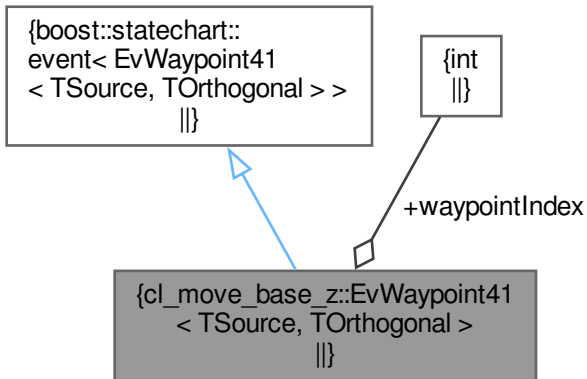 {boost::statechart::
event< EvWaypoint41
< TSource, TOrthogonal > >
||}
{int
||}
+waypointIndex
{cl_move_base_z::EvWaypoint41
< TSource, TOrthogonal >
||}